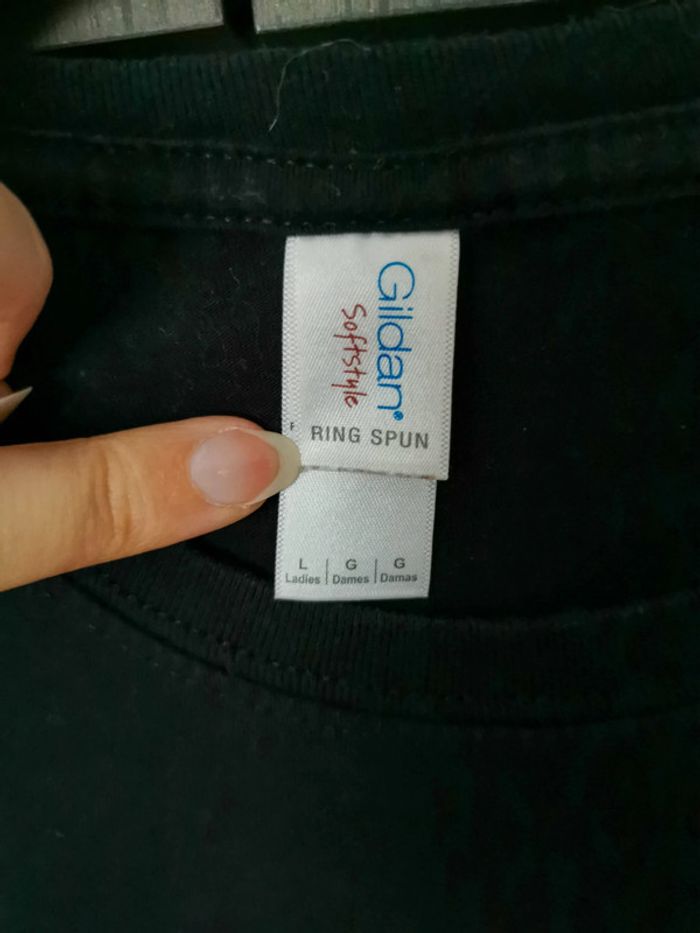 Gildan
Softstyle
RING SPUN
L G G
Ladies Dames Damas